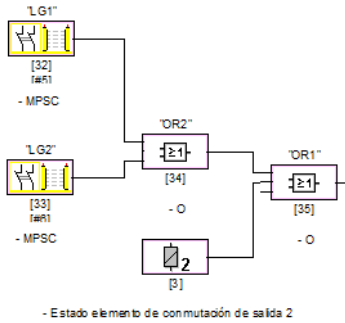 "LG1"
[32]
[#5]
- MPSC
"LG2"
[33]
[#6]
- MPSC
"OR2"
≥1
[34]
- O
"OR1"
≥1
[35]
- O
2
[3]
- Estado elemento de conmutación de salida 2